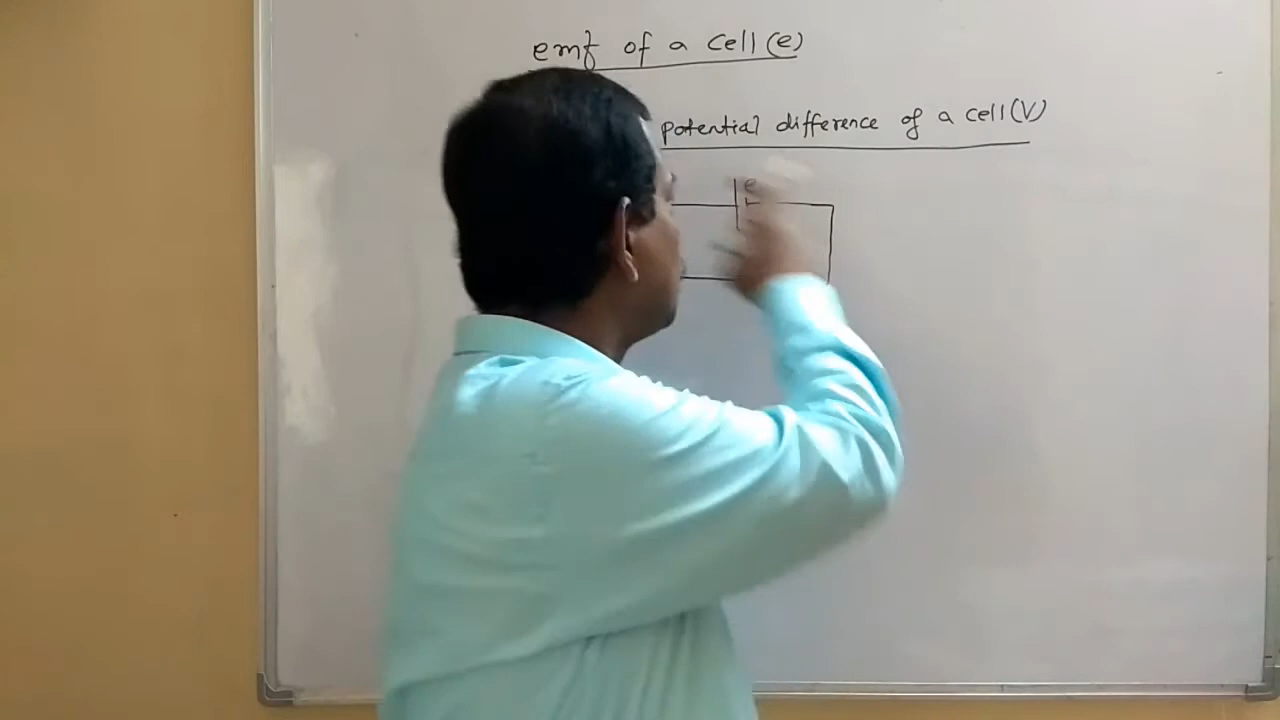 emf of a cell(e)
potential difference of a cell(V)
e